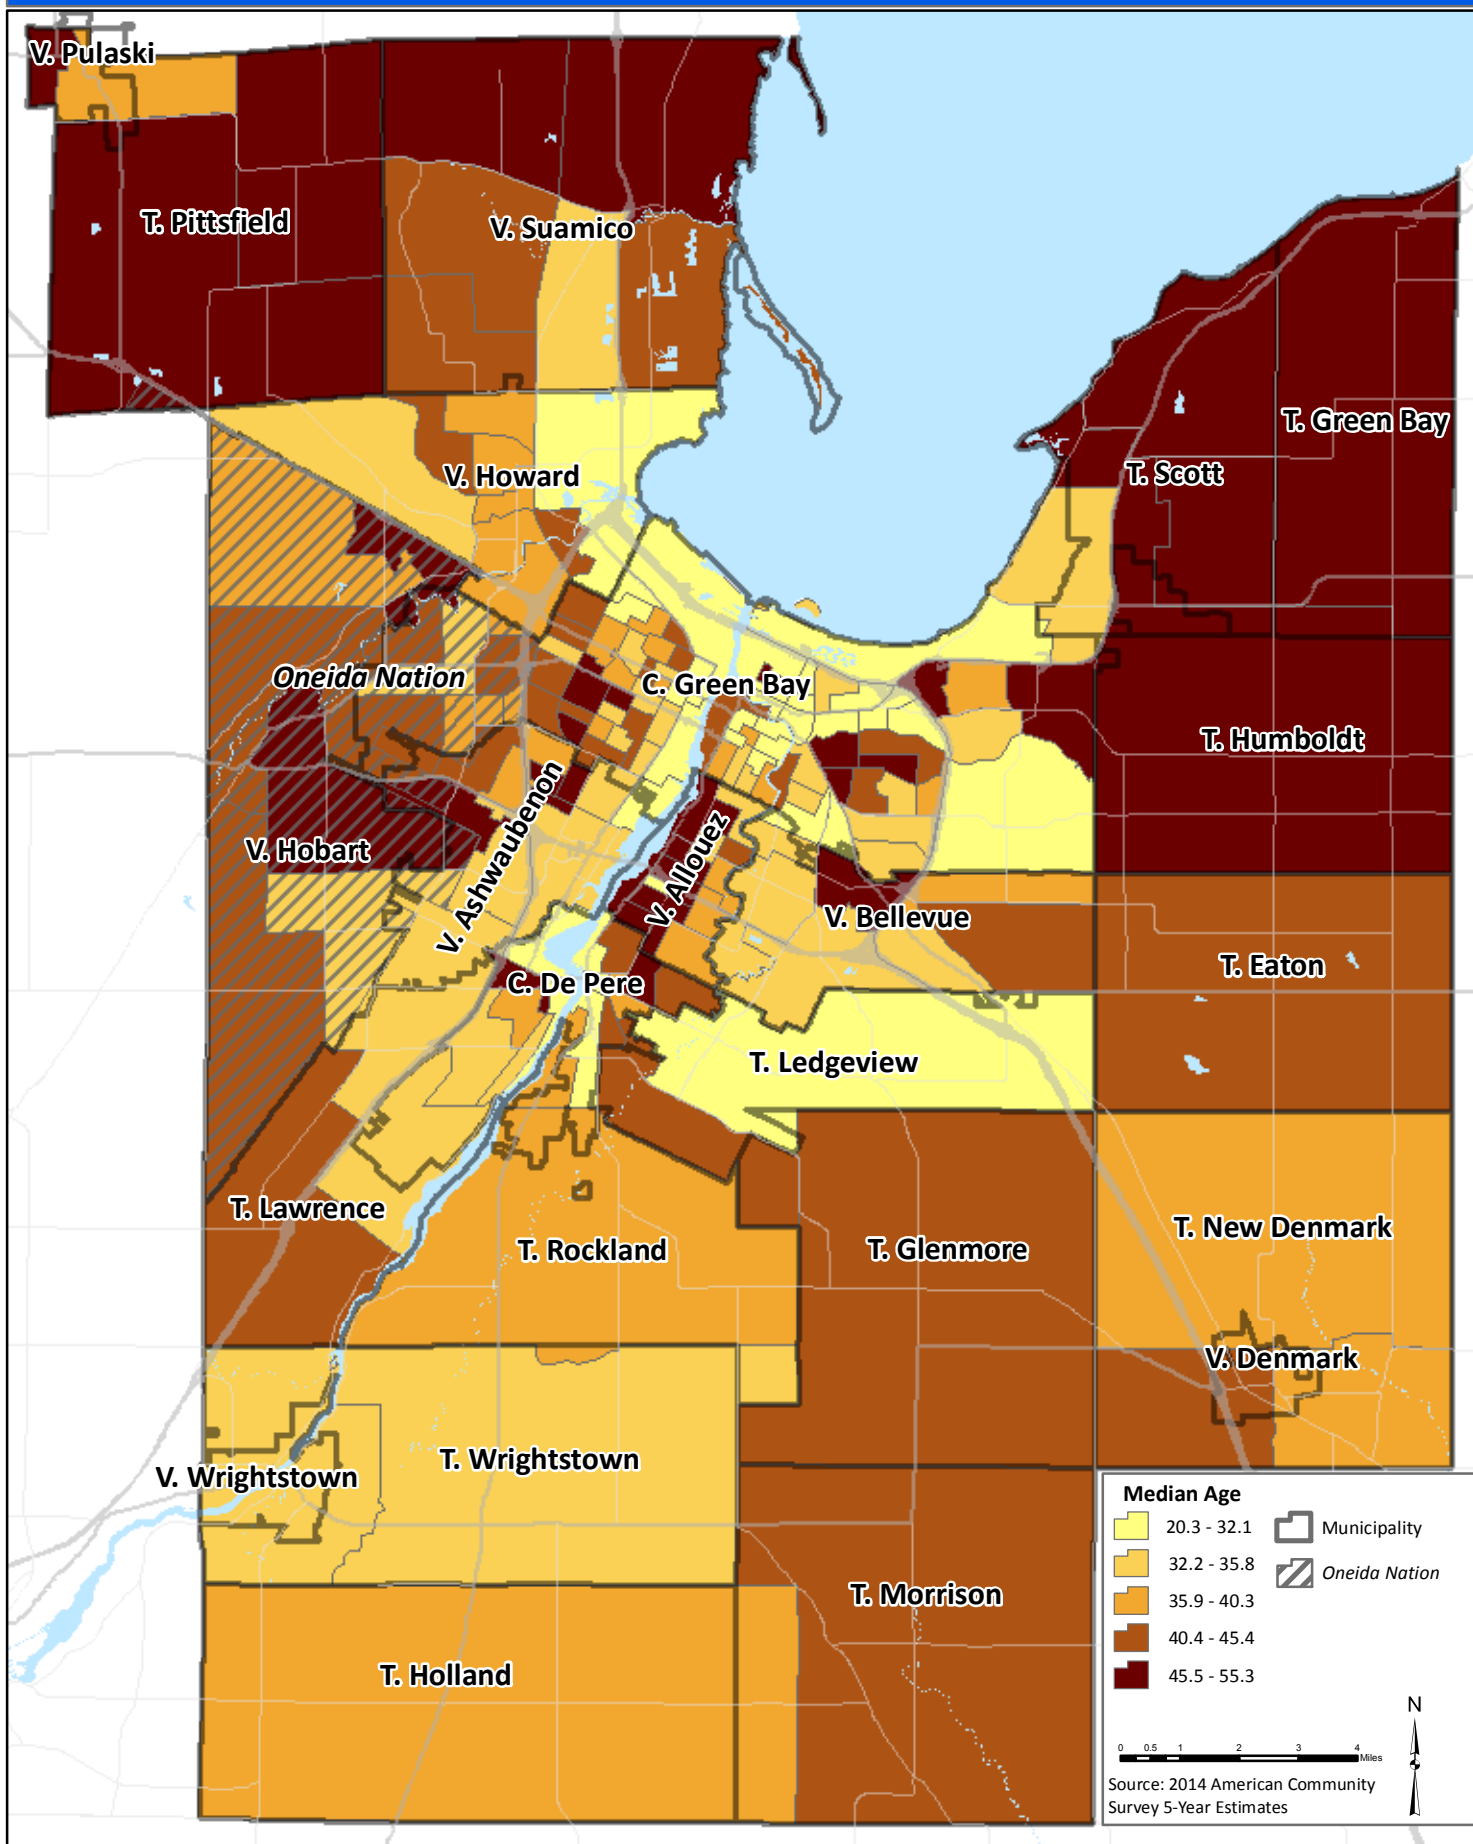 V. Pulaski
T. Pittsfield
V. Suamico
T. Green Bay
T. Scott
V. Howard
Oneida Nation
C. Green Bay
T. Humboldt
V. Ashwaubenon
V. Allouez
V. Hobart
V. Bellevue
T. Eaton
C. De Pere
T. Ledgeview
T. Lawrence
T. Rockland
T. Glenmore
T. New Denmark
V. Denmark
T. Wrightstown
V. Wrightstown
T. Morrison
T. Holland
Median Age
20.3 - 32.1
32.2 - 35.8
35.9 - 40.3
40.4 - 45.4
45.5 - 55.3
Municipality
Oneida Nation
N
0 0.5 1 2 3 4
Miles
Source: 2014 American Community
Survey 5-Year Estimates